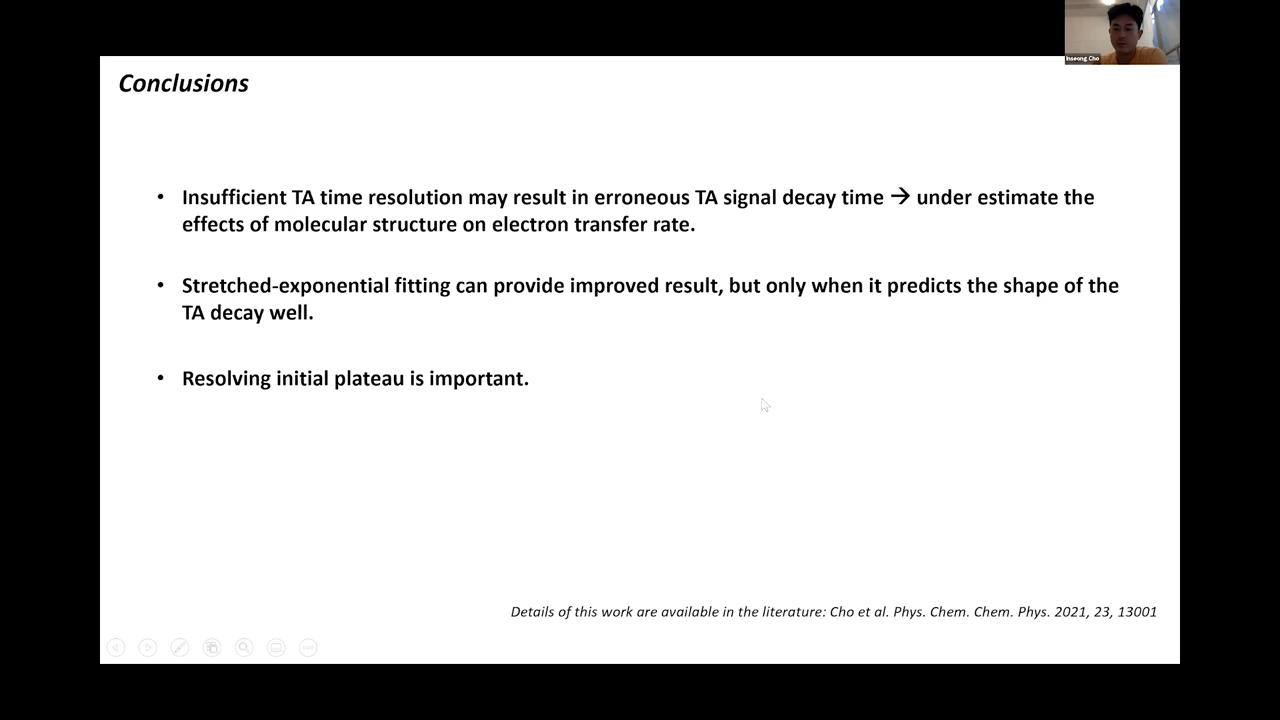 Inseong Cho
Conclusions
• Insufficient TA time resolution may result in erroneous TA signal decay time → under estimate the
effects of molecular structure on electron transfer rate.
• Stretched-exponential fitting can provide improved result, but only when it predicts the shape of the
TA decay well.
• Resolving initial plateau is important.
Details of this work are available in the literature: Cho et al. Phys. Chem. Chem. Phys. 2021, 23, 13001